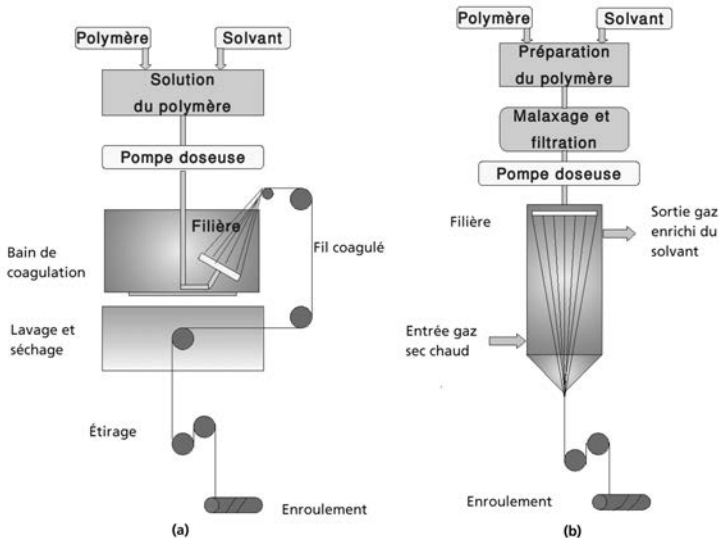 Polymère
Solvant
Solution
du polymère
Pompe doseuse
Filière
Bain de
coagulation
Fil coagulé
Lavage et
séchage
Étirage
Enroulement
(a)
Polymère
Solvant
Préparation
du polymère
Malaxage et
filtration
Pompe doseuse
Filière
Sortie gaz
enrichi du
solvant
Entrée gaz
sec chaud
Enroulement
(b)